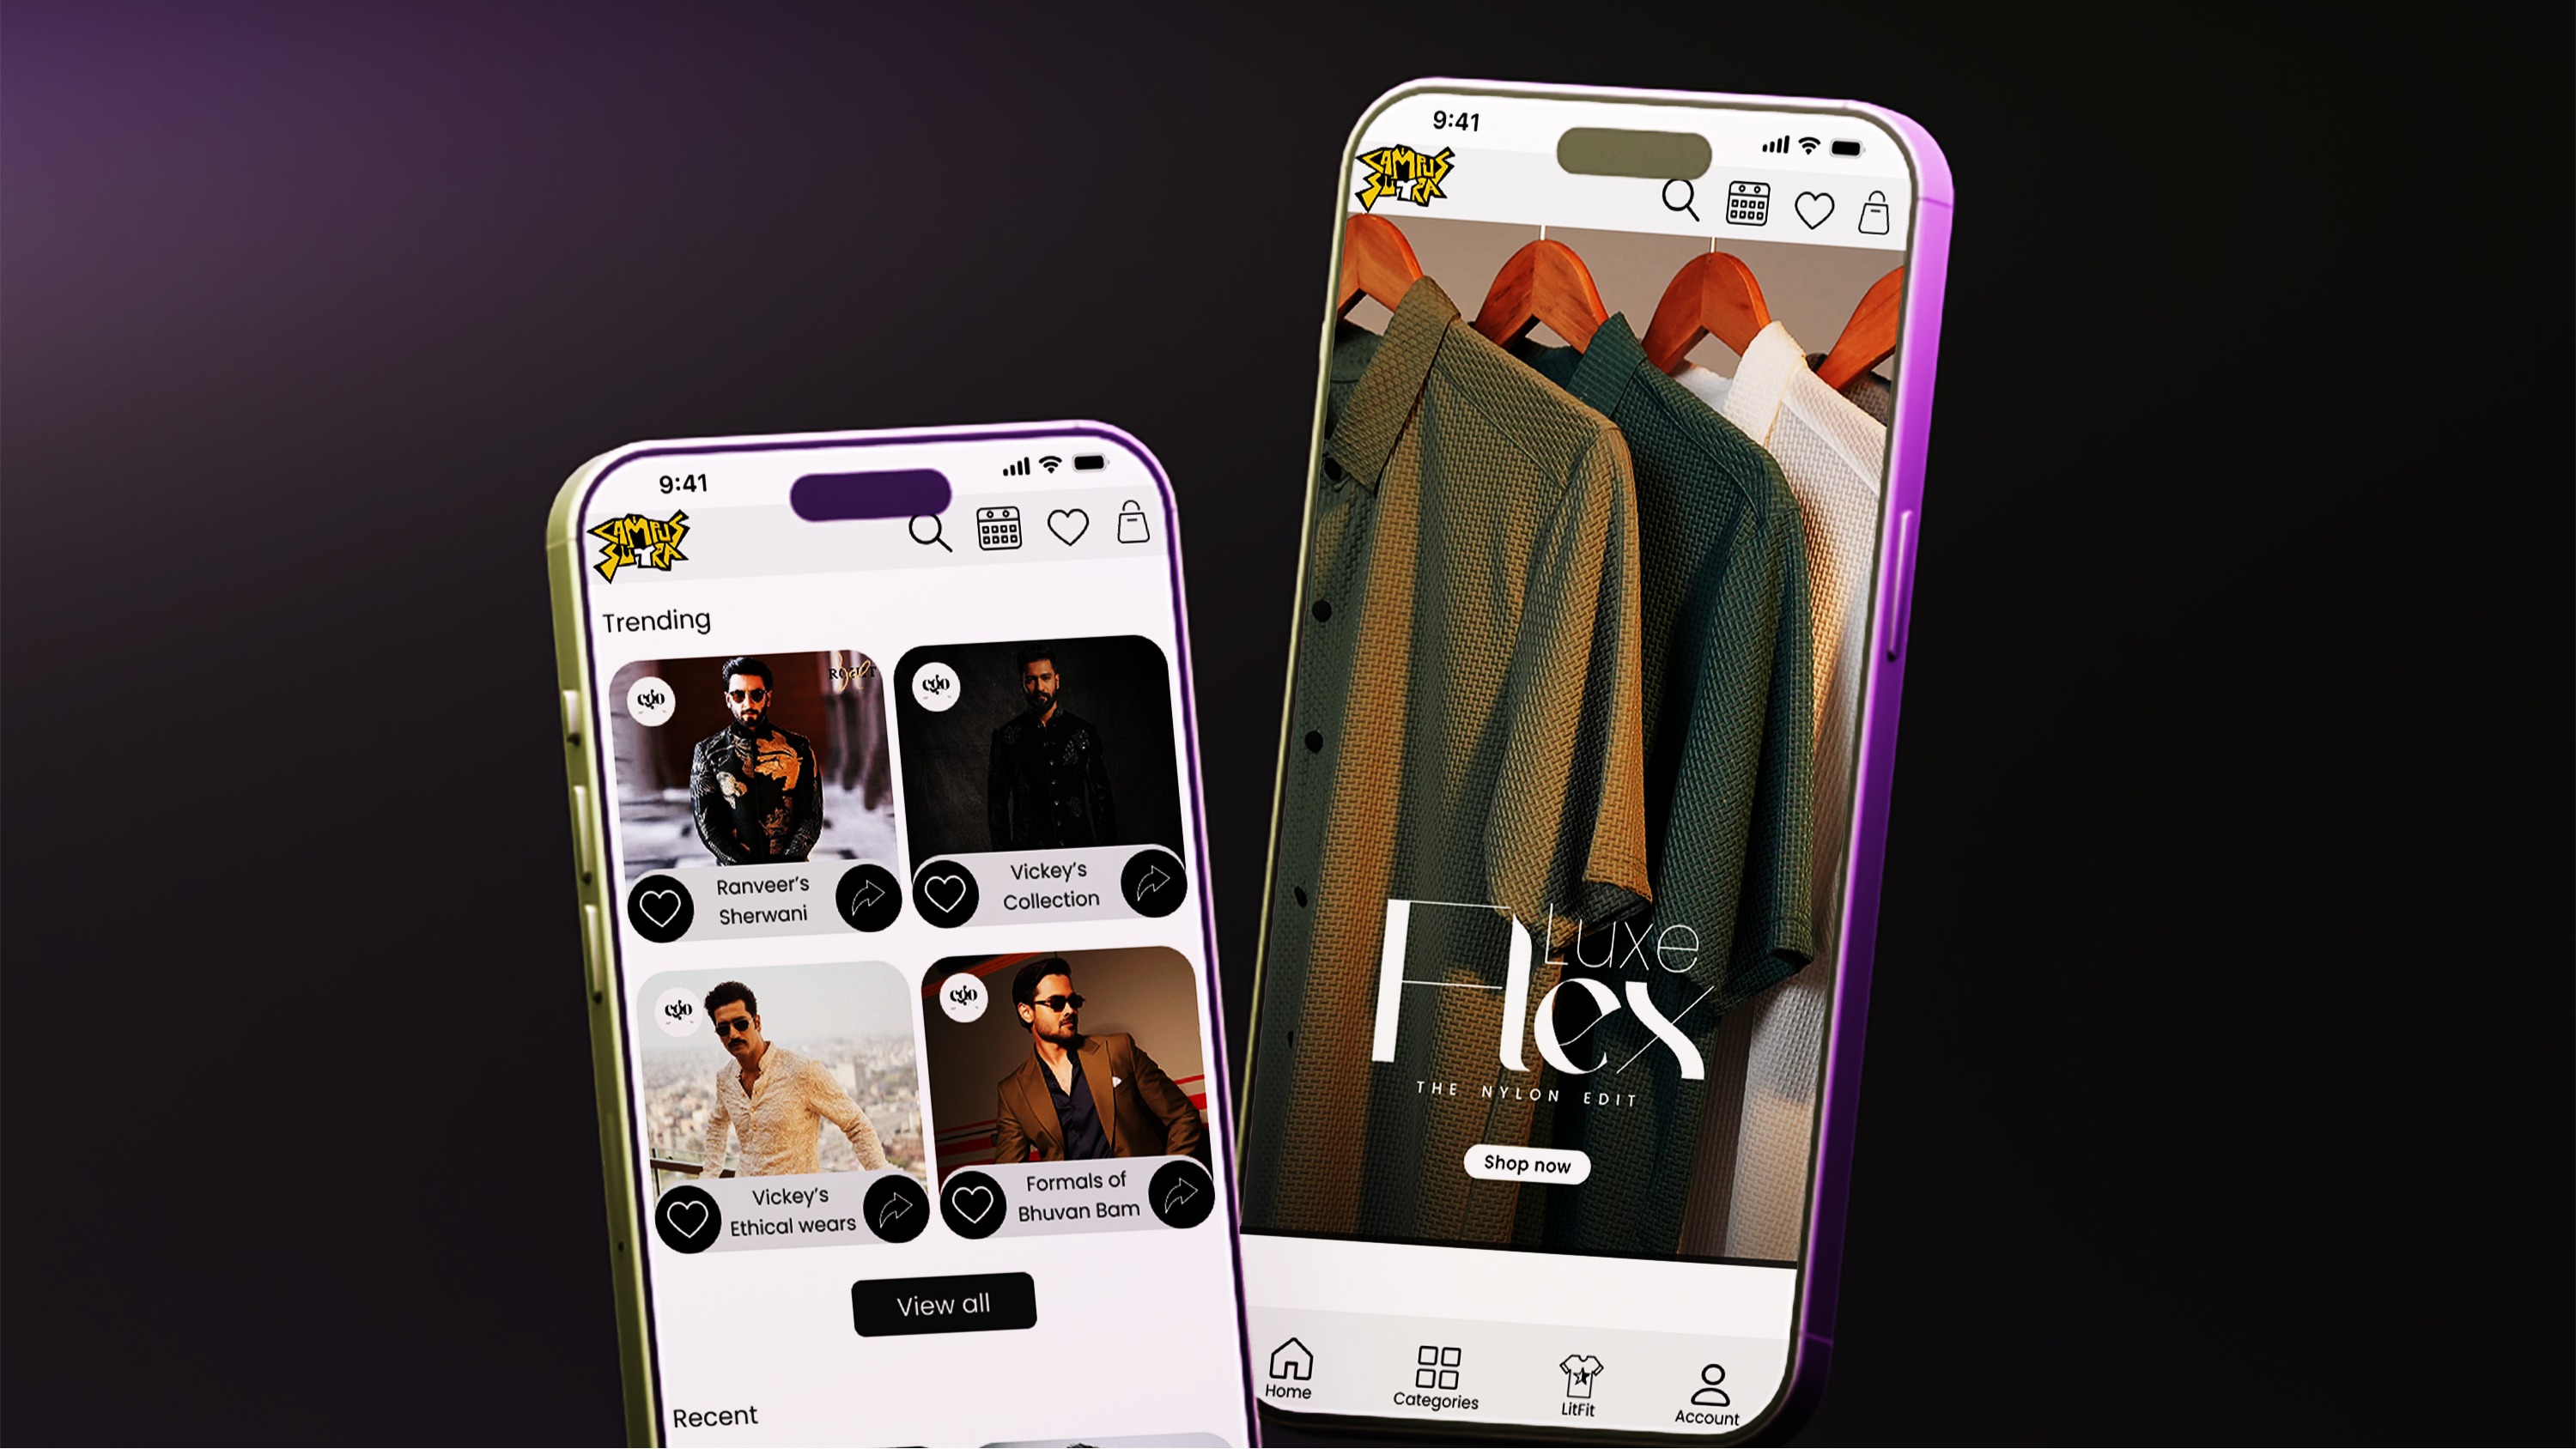 9:41
CAMPUS
SUTRA
Trending
ego
ego
Ranveer's
Sherwani
Vickey's
Collection
ego
ego
Vickey's
Ethical wears
Formals of
Bhuvan Bam
View all
Recent
9:41
CAMPUS
SUTRA
Luxe
Flex
THE NYLON EDIT
Shop now
Home
Categories
LitFit
Account